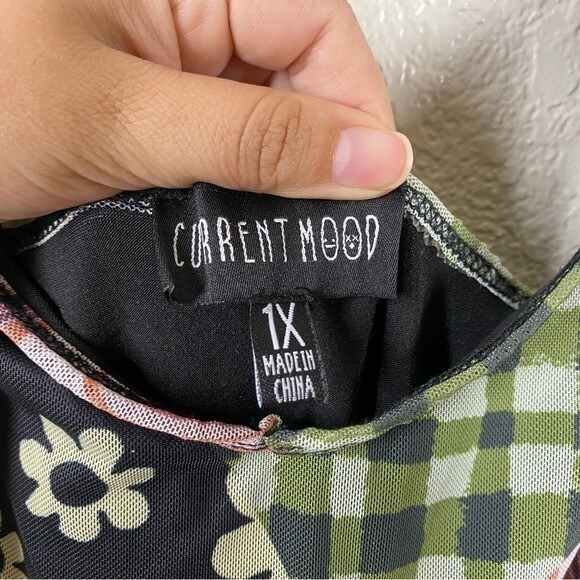 CURRENT MOOD
1X
MADE IN
CHINA